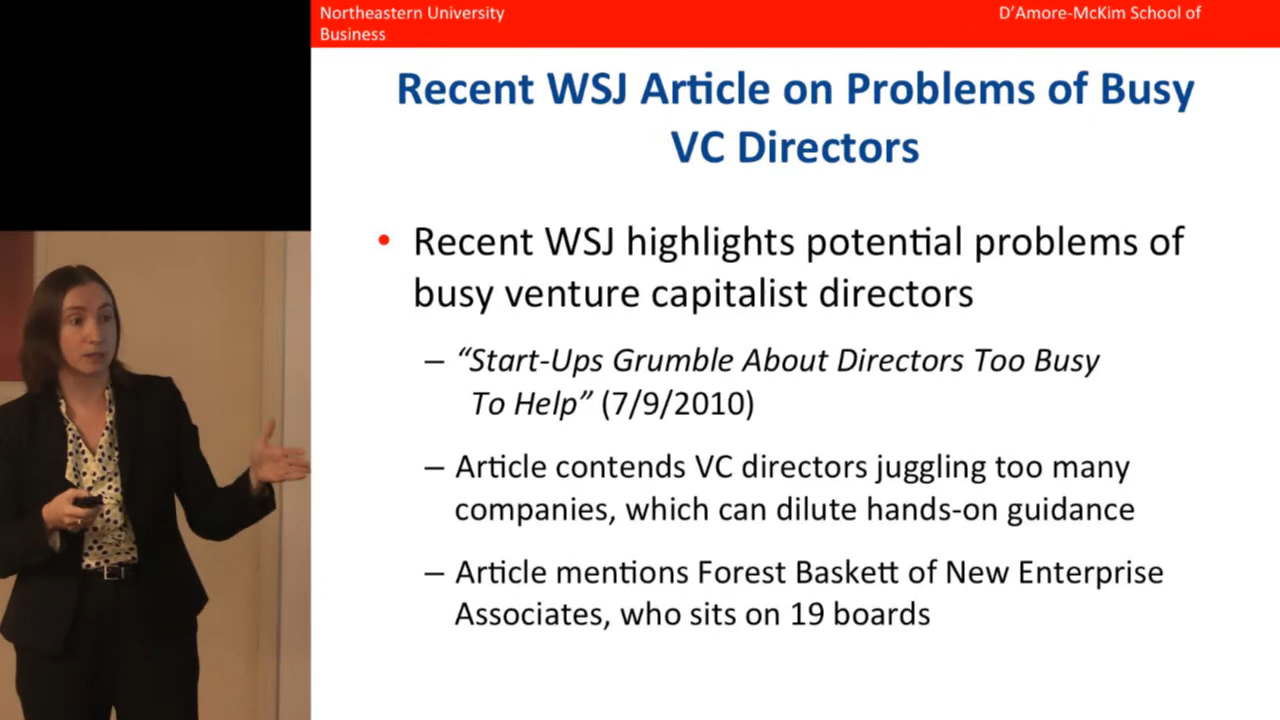 Northeastern University D’Amore-McKim School of
Business
Recent WSJ Article on Problems of Busy
VC Directors
• Recent WSJ highlights potential problems of
busy venture capitalist directors
– “Start-Ups Grumble About Directors Too Busy
To Help” (7/9/2010)
– Article contends VC directors juggling too many
companies, which can dilute hands-on guidance
– Article mentions Forest Baskett of New Enterprise
Associates, who sits on 19 boards